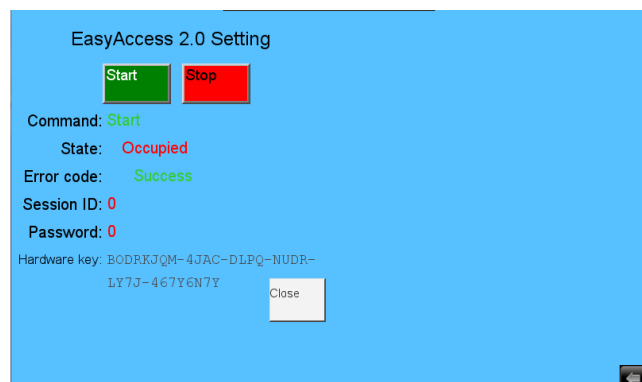 EasyAccess 2.0 Setting
Start Stop
Command: Start
State: Occupied
Error code: Success
Session ID: 0
Password: 0
Hardware key: BODRKJQM-4JAC-DLPQ-NUDR-
LY7J-467Y6N7Y
Close